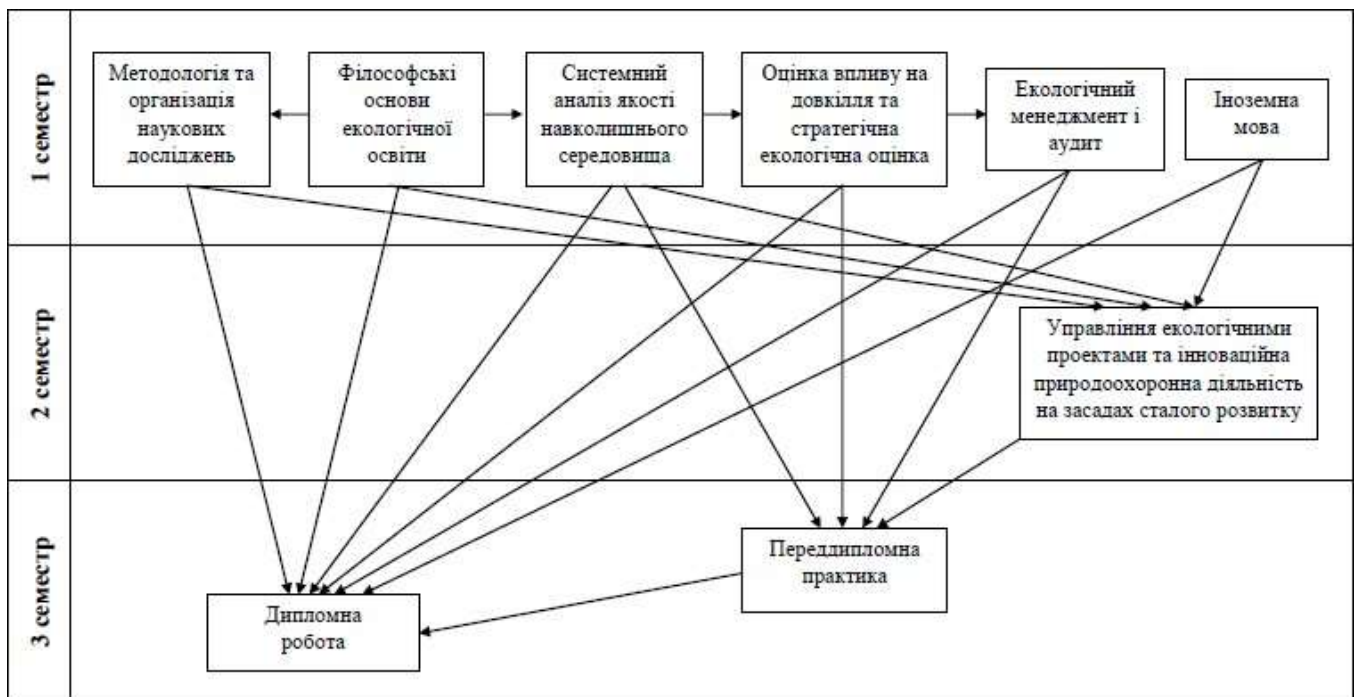 1 семестр
Методологія та
організація
наукових
досліджень
Філософські
основи
екологічної
освіти
Системний
аналіз якості
навколишнього
середовища
Оцінка впливу на
довкілля та
стратегічна
екологічна оцінка
Екологічний
менеджмент і
аудит
Іноземна
мова
2 семестр
Управління екологічними
проектами та інноваційна
природоохоронна діяльність
на засадах сталого розвитку
3 семестр
Переддипломна
практика
Дипломна
робота